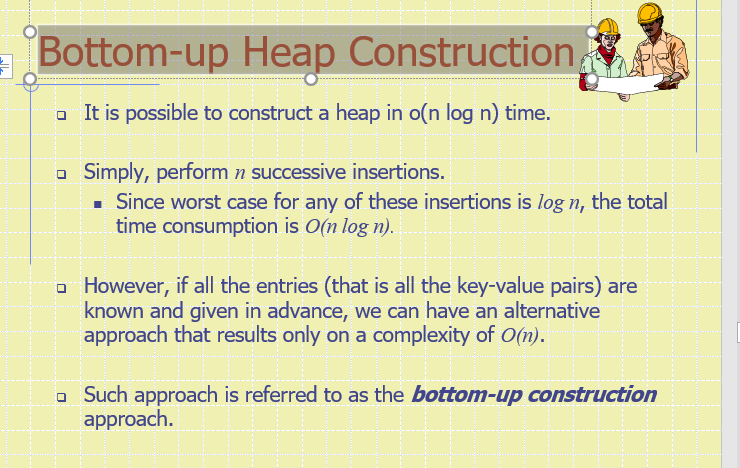 Bottom-up Heap Construction
It is possible to construct a heap in o(n log n) time.
Simply, perform n successive insertions.
Since worst case for any of these insertions is log n, the total
time consumption is O(n log n).
However, if all the entries (that is all the key-value pairs) are
known and given in advance, we can have an alternative
approach that results only on a complexity of O(n).
Such approach is referred to as the bottom-up construction
approach.